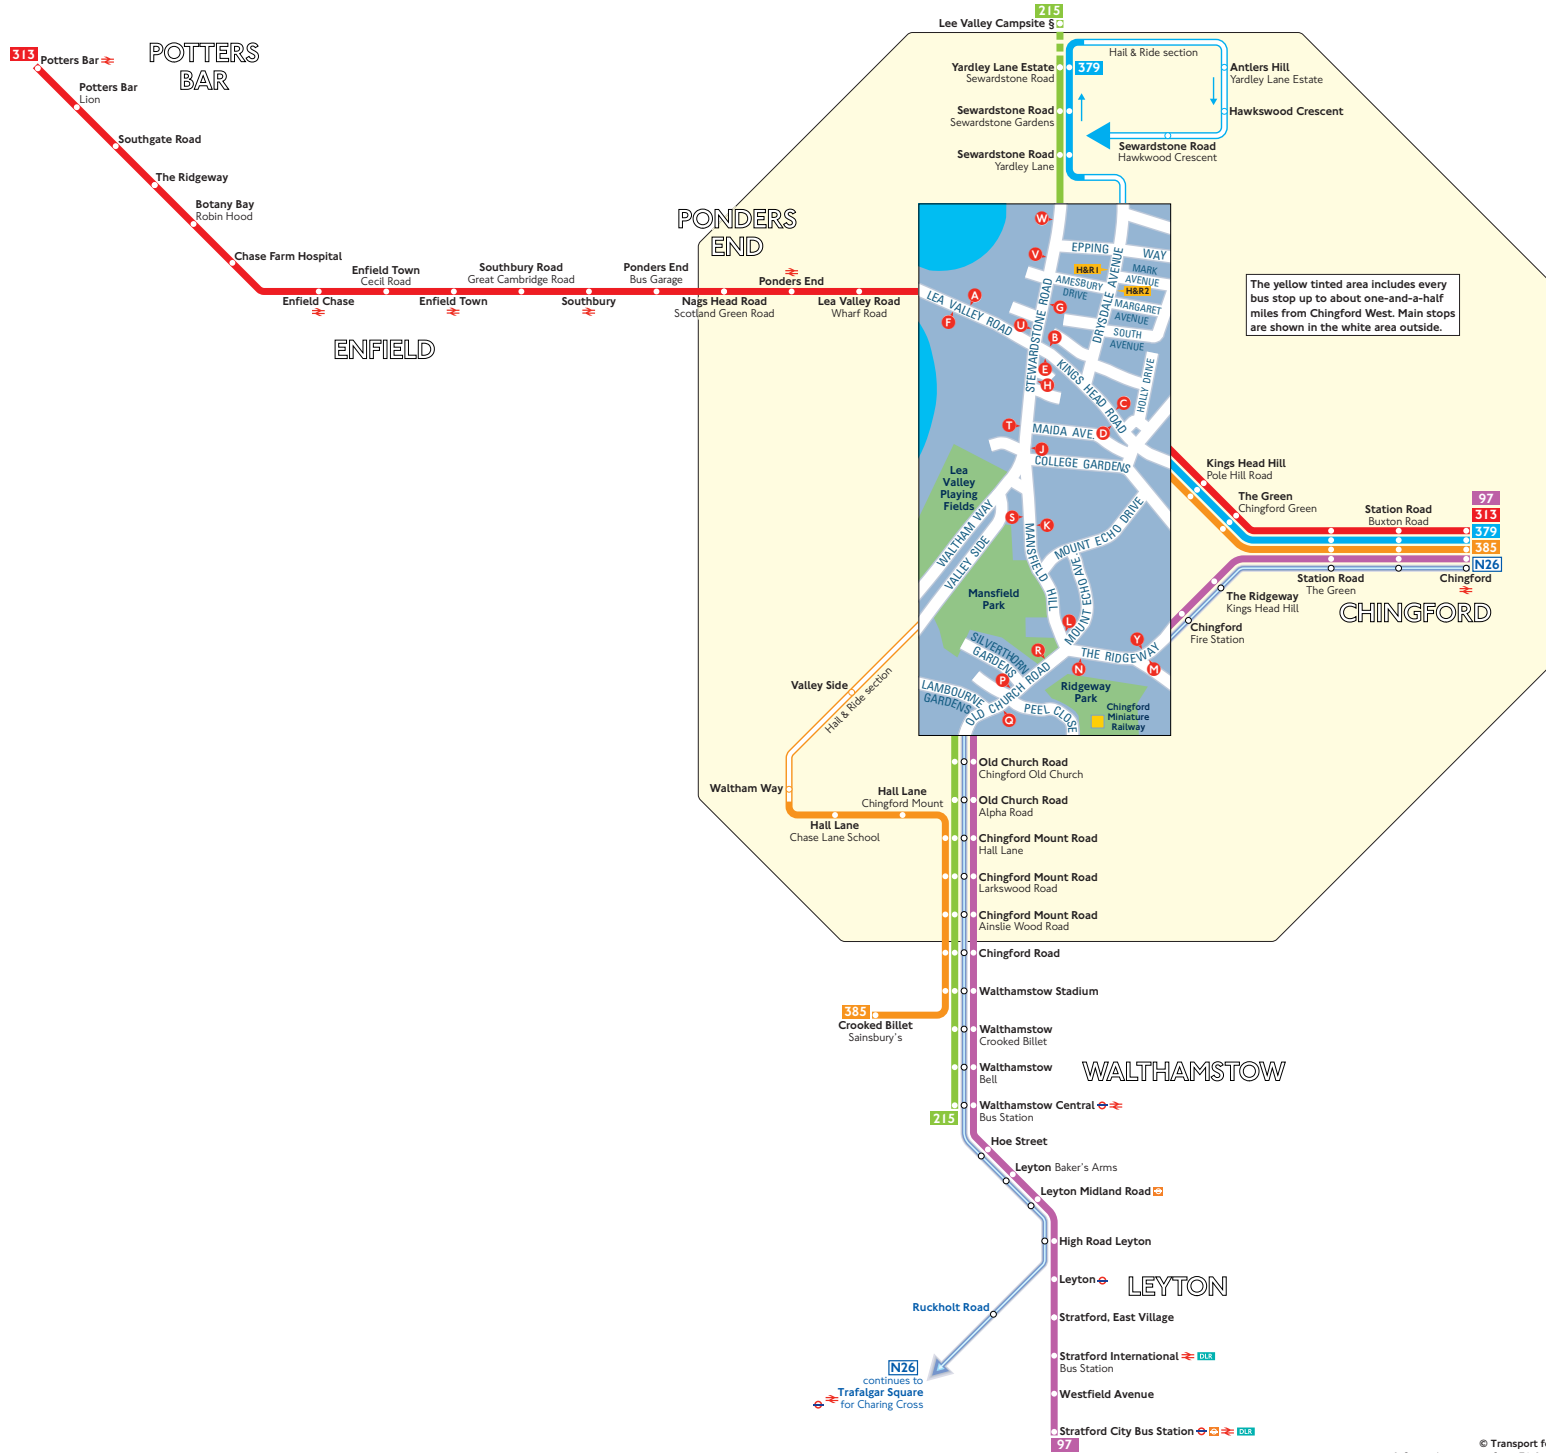 215
Lee Valley Campsite §
313
Potters Bar
POTTERS
BAR
Potters Bar
Lion
Southgate Road
The Ridgeway
Botany Bay
Robin Hood
Chase Farm Hospital
Enfield Chase
Enfield Town
Cecil Road
Enfield Town
Southbury Road
Great Cambridge Road
Southbury
Ponders End
Bus Garage
Nags Head Road
Scotland Green Road
Ponders End
Lea Valley Road
Wharf Road
PONDERS
END
ENFIELD
Yardley Lane Estate
Sewardstone Road
379
Hail & Ride section
Antlers Hill
Yardley Lane Estate
Sewardstone Road
Sewardstone Gardens
Hawkswood Crescent
Sewardstone Road
Hawkwood Crescent
Sewardstone Road
Yardley Lane
The yellow tinted area includes every
bus stop up to about one-and-a-half
miles from Chingford West. Main stops
are shown in the white area outside.
W
V
EPPING WAY
H&R1
MARK
AVENUE
H&R2
AMESBURY
DRIVE
MARGARET
AVENUE
SOUTH
AVENUE
DRYSDALE AVENUE
STEWARDSTONE ROAD
LEA VALLEY ROAD
A
F
G
U
B
E
H
KINGS HEAD ROAD
HOLLY DRIVE
C
D
T
MAIDA AVE
J
COLLEGE GARDENS
Lea
Valley
Playing
Fields
WALTHAM WAY
VALLEY SIDE
S
K
MANSFIELD HILL
MOUNT ECHO DRIVE
MOUNT ECHO AVE
Mansfield
Park
L
R
Y
THE RIDGEWAY
N
M
SILVERTHORN
GARDENS
P
OLD CHURCH ROAD
LAMBOURNE
GARDENS
Q
PEEL CLOSE
Ridgeway
Park
Chingford
Miniature
Railway
Kings Head Hill
Pole Hill Road
The Green
Chingford Green
Station Road
Buxton Road
97
313
379
385
N26
Station Road
The Green
Chingford
The Ridgeway
Kings Head Hill
Chingford
Fire Station
CHINGFORD
Valley Side
Hail & Ride section
Waltham Way
Hall Lane
Chingford Mount
Hall Lane
Chase Lane School
Old Church Road
Chingford Old Church
Old Church Road
Alpha Road
Chingford Mount Road
Hall Lane
Chingford Mount Road
Larkswood Road
Chingford Mount Road
Ainslie Wood Road
Chingford Road
Walthamstow Stadium
385
Crooked Billet
Sainsbury's
Walthamstow
Crooked Billet
Walthamstow
Bell
WALTHAMSTOW
Walthamstow Central
Bus Station
215
Hoe Street
Leyton Baker's Arms
Leyton Midland Road
High Road Leyton
Leyton
LEYTON
Ruckholt Road
Stratford, East Village
Stratford International DLR
Bus Station
N26
continues to
Trafalgar Square
for Charing Cross
Westfield Avenue
Stratford City Bus Station DLR
97
© Transport f